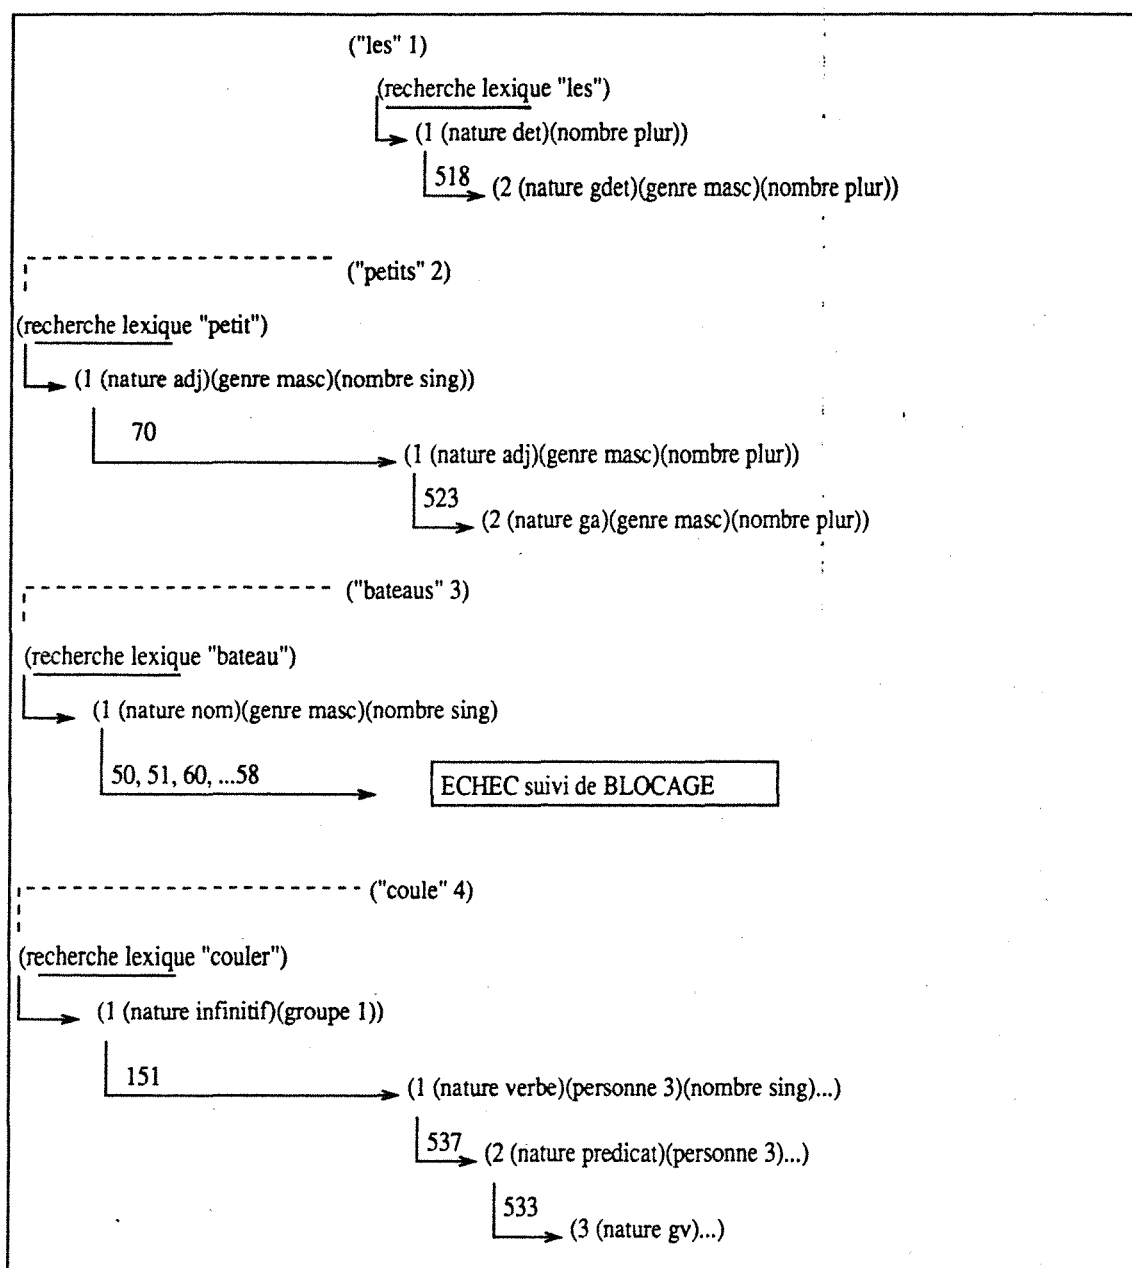 ("les" 1)
(recherche lexique "les")
(1 (nature det)(nombre plur))
518
(2 (nature gdet)(genre masc)(nombre plur))
("petits" 2)
(recherche lexique "petit")
(1 (nature adj)(genre masc)(nombre sing))
70
(1 (nature adj)(genre masc)(nombre plur))
523
(2 (nature ga)(genre masc)(nombre plur))
("bateaus" 3)
(recherche lexique "bateau")
(1 (nature nom)(genre masc)(nombre sing)
50, 51, 60, ...58
ECHEC suivi de BLOCAGE
("coule" 4)
(recherche lexique "couler")
(1 (nature infinitif)(groupe 1))
151
(1 (nature verbe)(personne 3)(nombre sing)...)
537
(2 (nature predicat)(personne 3)...)
533
(3 (nature gv)...)